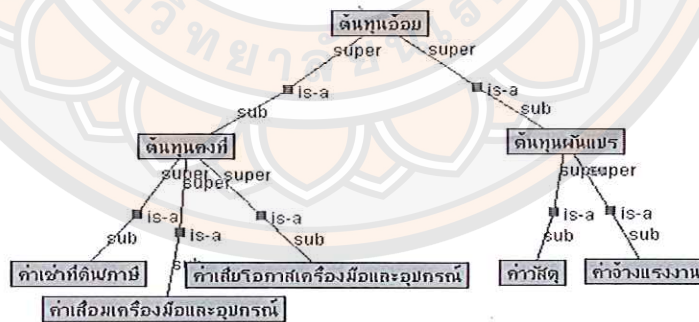 ต้นทุนอ้อย
super super
is-a is-a
sub sub
ต้นทุนคงที่ ต้นทุนผันแปร
super super super super super
is-a is-a is-a is-a is-a
sub sub sub sub
ค่าเช่าที่ดิน/ภาษี ค่าเสียโอกาสเครื่องมือและอุปกรณ์ ค่าวัสดุ ค่าจ้างแรงงาน
ค่าเสื่อมเครื่องมือและอุปกรณ์